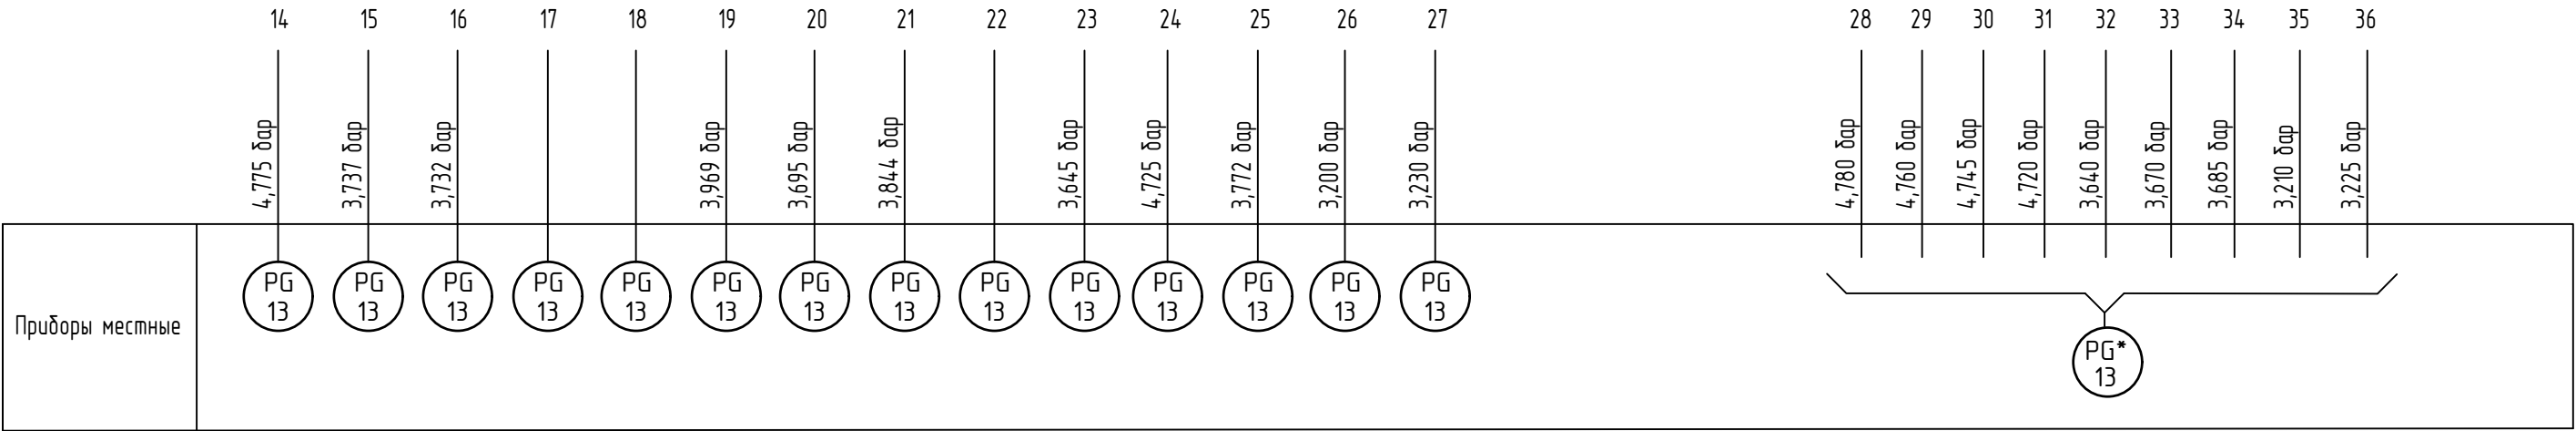 14 15 16 17 18 19 20 21 22 23 24 25 26 27 28 29 30 31 32 33 34 35 36
4,775 бар
3,737 бар
3,732 бар
3,969 бар
3,695 бар
3,844 бар
3,645 бар
4,725 бар
3,772 бар
3,200 бар
3,230 бар
4,780 бар
4,760 бар
4,745 бар
4,720 бар
3,640 бар
3,670 бар
3,685 бар
3,210 бар
3,225 бар
Приборы местные
PG PG PG PG PG PG PG PG PG PG PG PG PG PG
13 13 13 13 13 13 13 13 13 13 13 13 13 13
PG*
13